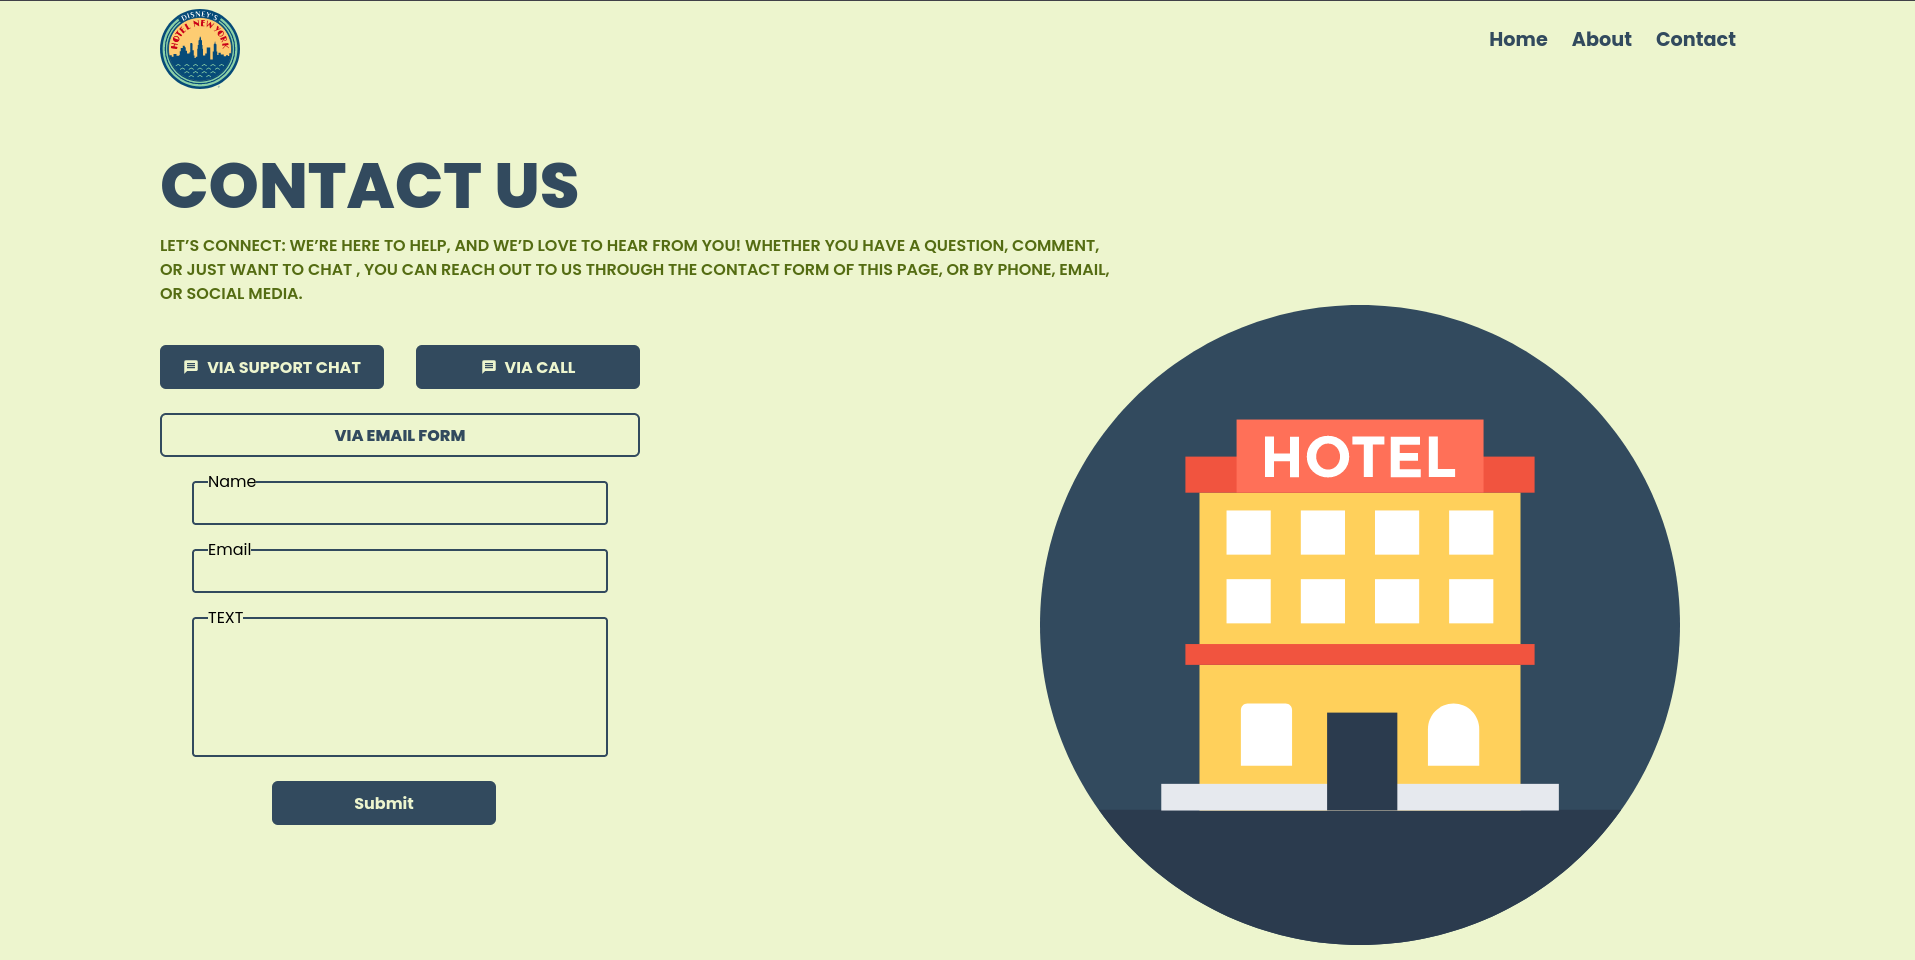 DISNEY'S
HOTEL NEW YORK
Home
About
Contact
CONTACT US
LET’S CONNECT: WE’RE HERE TO HELP, AND WE’D LOVE TO HEAR FROM YOU! WHETHER YOU HAVE A QUESTION, COMMENT,
OR JUST WANT TO CHAT , YOU CAN REACH OUT TO US THROUGH THE CONTACT FORM OF THIS PAGE, OR BY PHONE, EMAIL,
OR SOCIAL MEDIA.
VIA SUPPORT CHAT
VIA CALL
VIA EMAIL FORM
Name
Email
TEXT
Submit
HOTEL